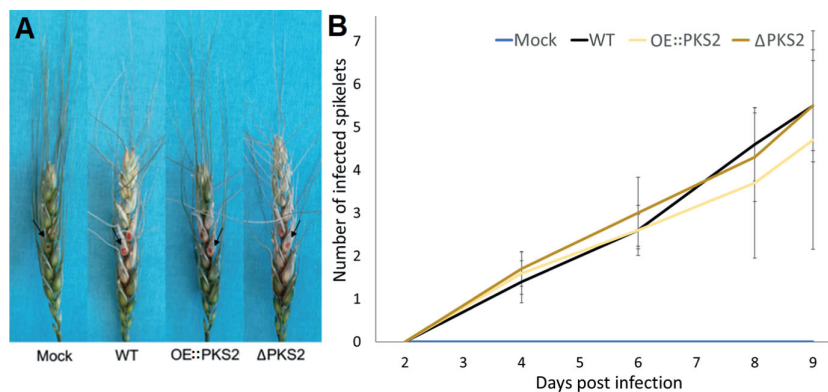 A
Mock WT OE::PKS2 ΔPKS2
B
Mock WT OE::PKS2 ΔPKS2
Number of infected spikelets
7
6
5
4
3
2
1
0
2 3 4 5 6 7 8 9
Days post infection